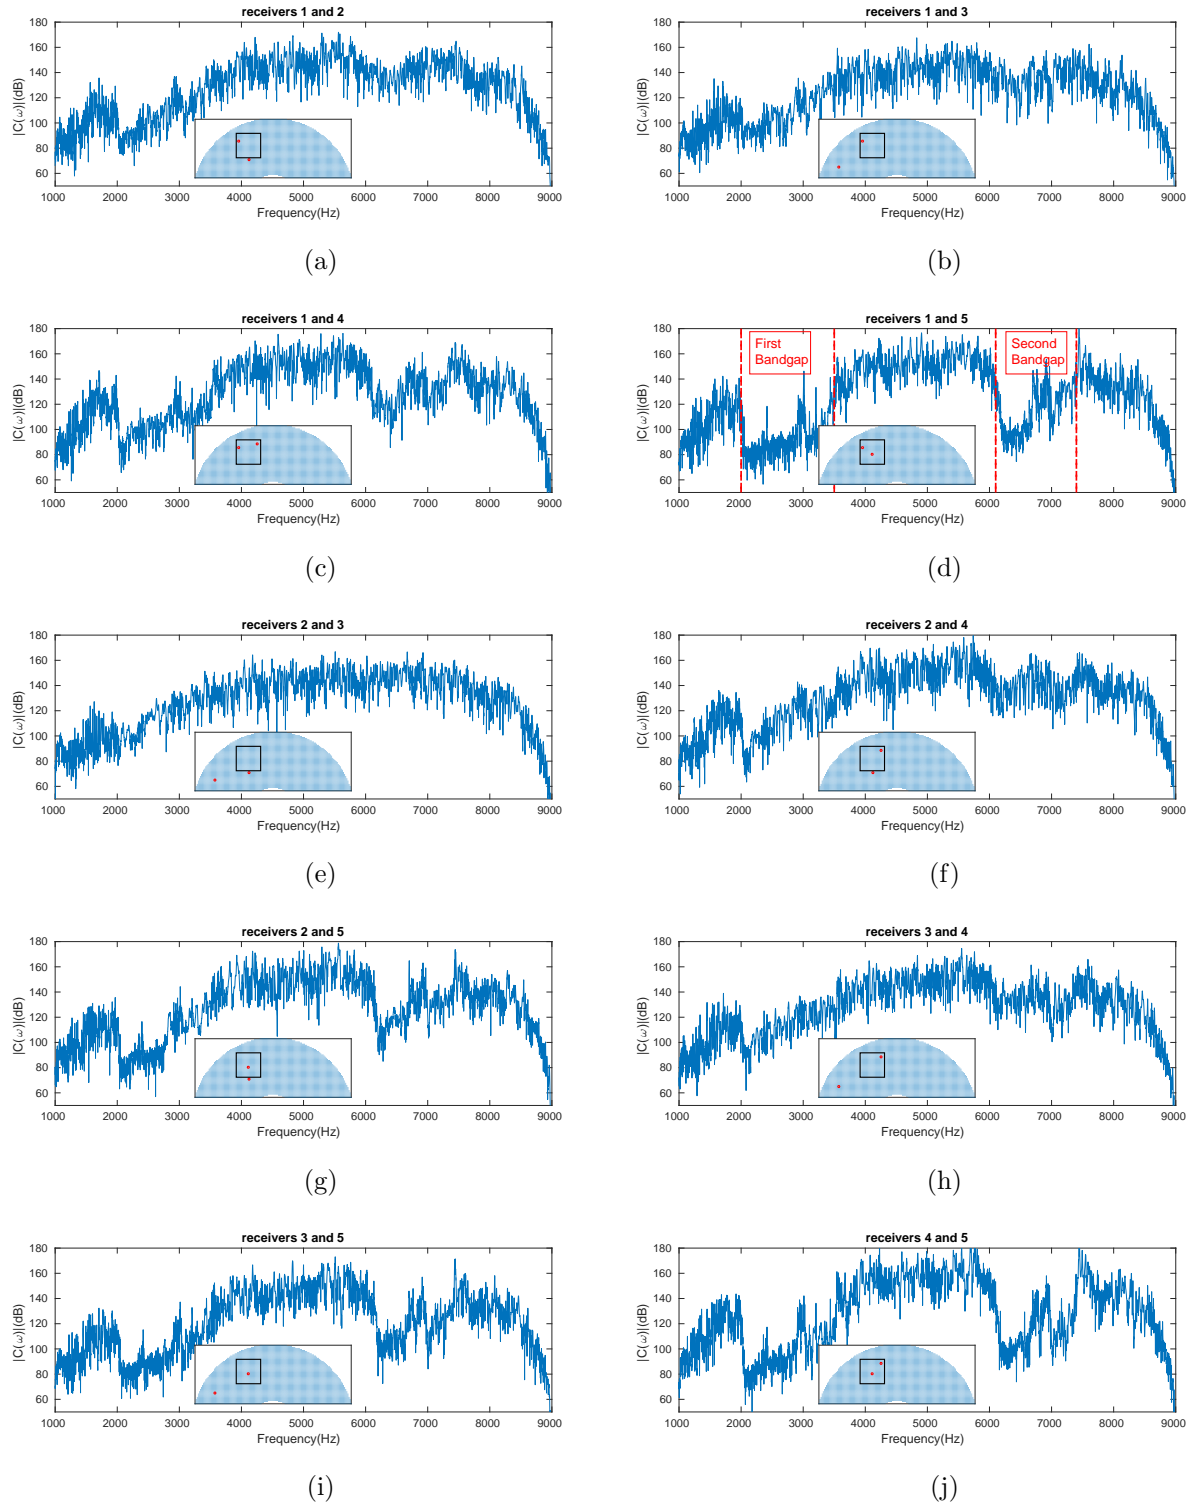 receivers 1 and 2
180
160
140
120
100
80
60
|C(ω)|(dB)
1000 2000 3000 4000 5000 6000 7000 8000 9000
Frequency(Hz)
(a)
receivers 1 and 3
180
160
140
120
100
80
60
|C(ω)|(dB)
1000 2000 3000 4000 5000 6000 7000 8000 9000
Frequency(Hz)
(b)
receivers 1 and 4
180
160
140
120
100
80
60
|C(ω)|(dB)
1000 2000 3000 4000 5000 6000 7000 8000 9000
Frequency(Hz)
(c)
receivers 1 and 5
180
160
140
120
100
80
60
|C(ω)|(dB)
First
Bandgap
Second
Bandgap
1000 2000 3000 4000 5000 6000 7000 8000 9000
Frequency(Hz)
(d)
receivers 2 and 3
180
160
140
120
100
80
60
|C(ω)|(dB)
1000 2000 3000 4000 5000 6000 7000 8000 9000
Frequency(Hz)
(e)
receivers 2 and 4
180
160
140
120
100
80
60
|C(ω)|(dB)
1000 2000 3000 4000 5000 6000 7000 8000 9000
Frequency(Hz)
(f)
receivers 2 and 5
180
160
140
120
100
80
60
|C(ω)|(dB)
1000 2000 3000 4000 5000 6000 7000 8000 9000
Frequency(Hz)
(g)
receivers 3 and 4
180
160
140
120
100
80
60
|C(ω)|(dB)
1000 2000 3000 4000 5000 6000 7000 8000 9000
Frequency(Hz)
(h)
receivers 3 and 5
180
160
140
120
100
80
60
|C(ω)|(dB)
1000 2000 3000 4000 5000 6000 7000 8000 9000
Frequency(Hz)
(i)
receivers 4 and 5
180
160
140
120
100
80
60
|C(ω)|(dB)
1000 2000 3000 4000 5000 6000 7000 8000 9000
Frequency(Hz)
(j)